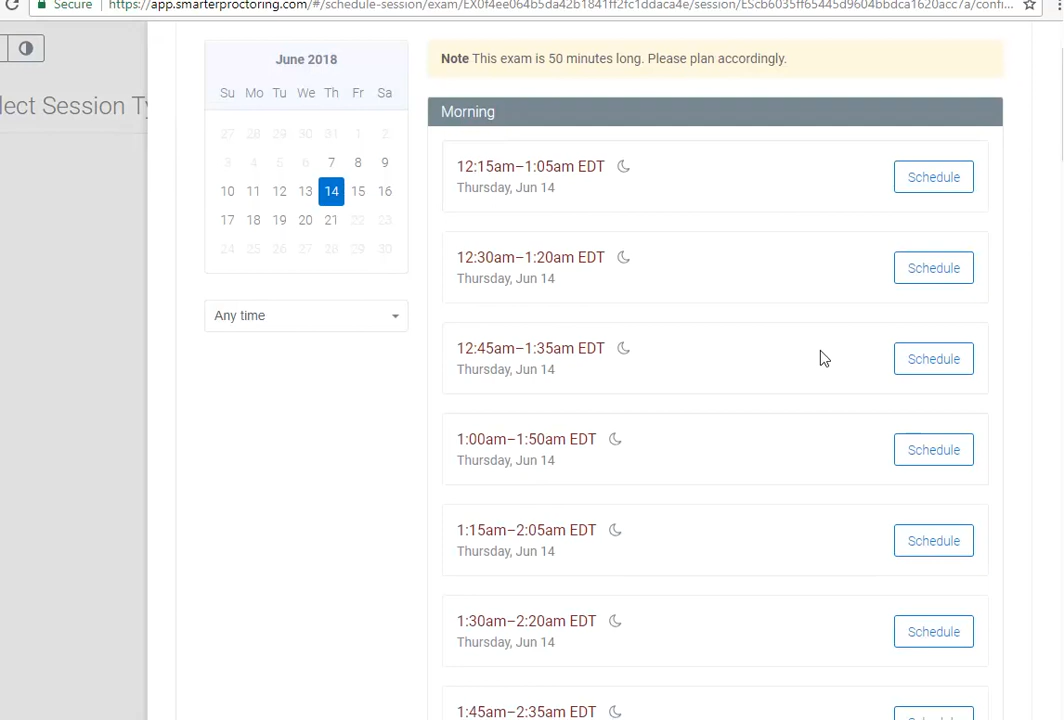 Secure
https://app.smarterproctoring.com/#/schedule-session/exam/EX0f4ee064b5da42b1841ff2fc1ddaca4e/session/EScb6035ff65445d9604bbdca1620acc7a/confi...
lect Session Ty
June 2018
Su Mo Tu We Th Fr Sa
27 28 29 30 31 1 2
3 4 5 6 7 8 9
10 11 12 13 14 15 16
17 18 19 20 21 22 23
24 25 26 27 28 29 30
Any time
Note This exam is 50 minutes long. Please plan accordingly.
Morning
12:15am–1:05am EDT
Thursday, Jun 14
Schedule
12:30am–1:20am EDT
Thursday, Jun 14
Schedule
12:45am–1:35am EDT
Thursday, Jun 14
Schedule
1:00am–1:50am EDT
Thursday, Jun 14
Schedule
1:15am–2:05am EDT
Thursday, Jun 14
Schedule
1:30am–2:20am EDT
Thursday, Jun 14
Schedule
1:45am–2:35am EDT